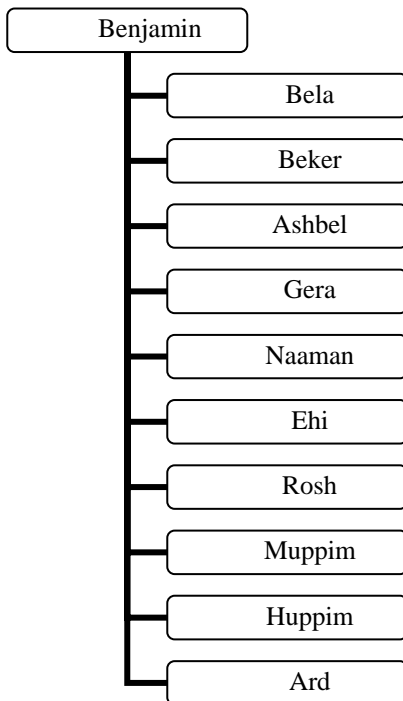 Benjamin
Bela
Beker
Ashbel
Gera
Naaman
Ehi
Rosh
Muppim
Huppim
Ard